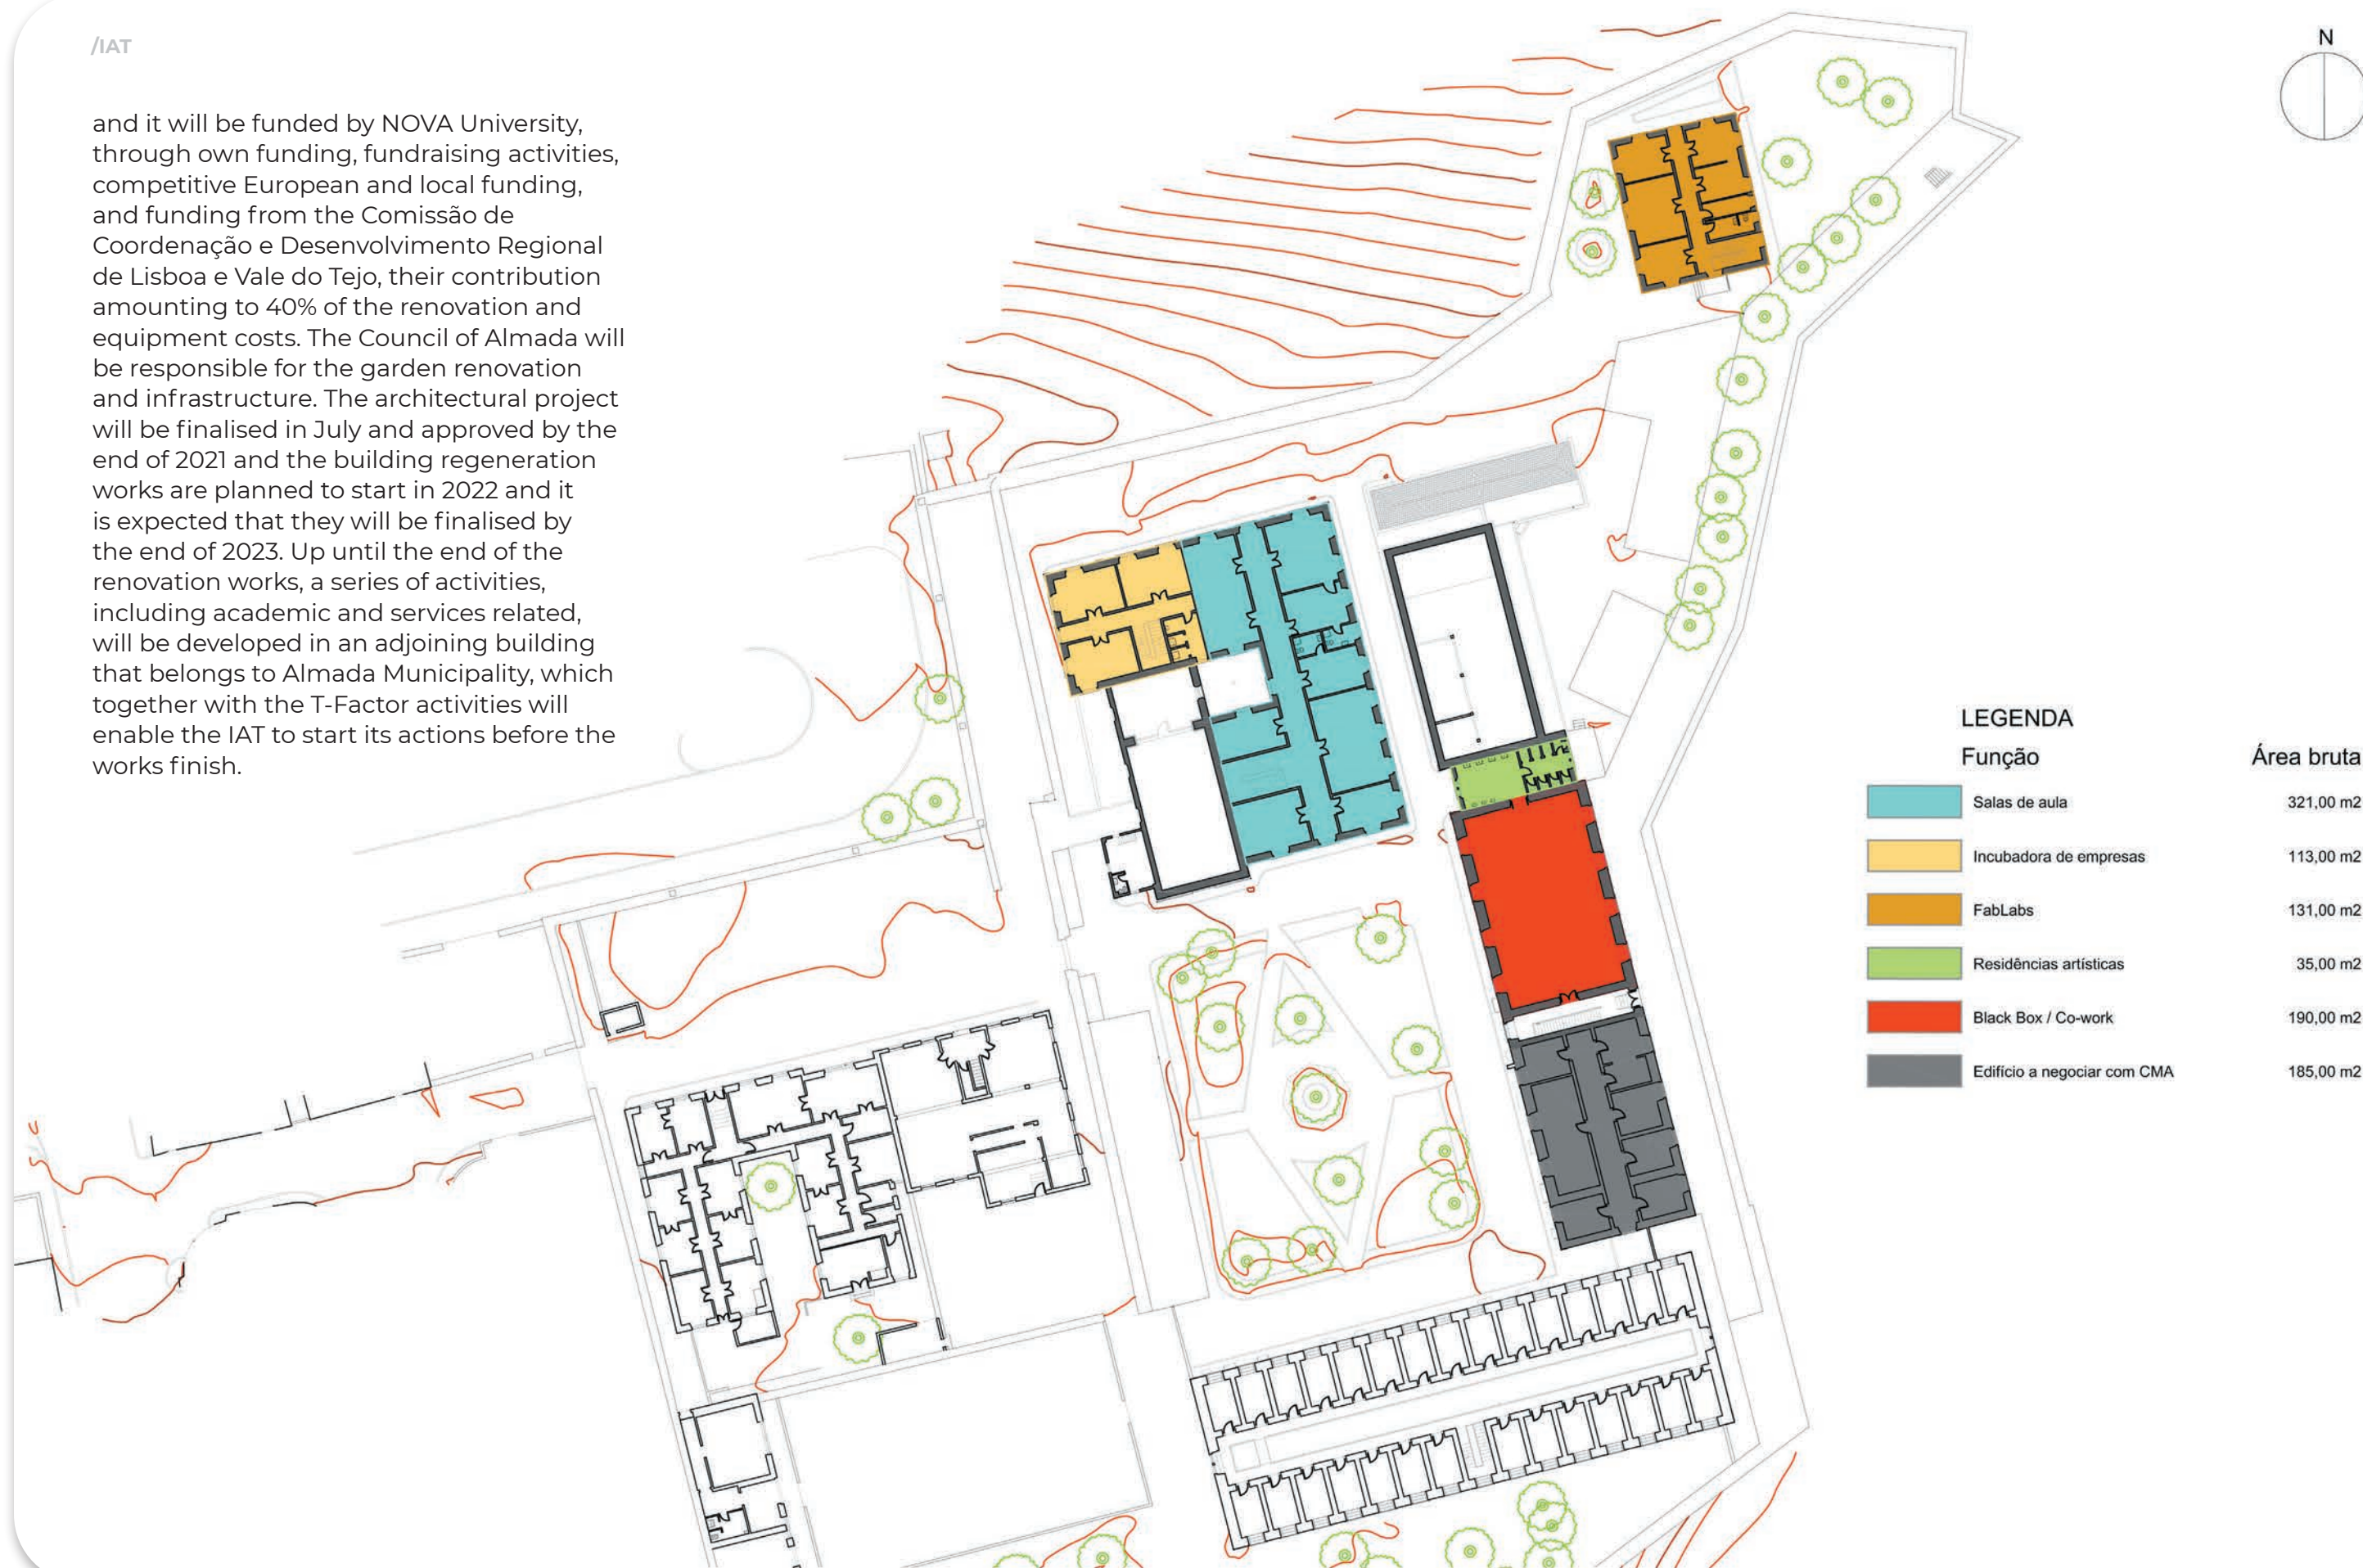 /IAT
and it will be funded by NOVA University,
through own funding, fundraising activities,
competitive European and local funding,
and funding from the Comissão de
Coordenação e Desenvolvimento Regional
de Lisboa e Vale do Tejo, their contribution
amounting to 40% of the renovation and
equipment costs. The Council of Almada will
be responsible for the garden renovation
and infrastructure. The architectural project
will be finalised in July and approved by the
end of 2021 and the building regeneration
works are planned to start in 2022 and it
is expected that they will be finalised by
the end of 2023. Up until the end of the
renovation works, a series of activities,
including academic and services related,
will be developed in an adjoining building
that belongs to Almada Municipality, which
together with the T-Factor activities will
enable the IAT to start its actions before the
works finish.
N
LEGENDA
Função Área bruta
Salas de aula 321,00 m2
Incubadora de empresas 113,00 m2
FabLabs 131,00 m2
Residências artísticas 35,00 m2
Black Box / Co-work 190,00 m2
Edifício a negociar com CMA 185,00 m2